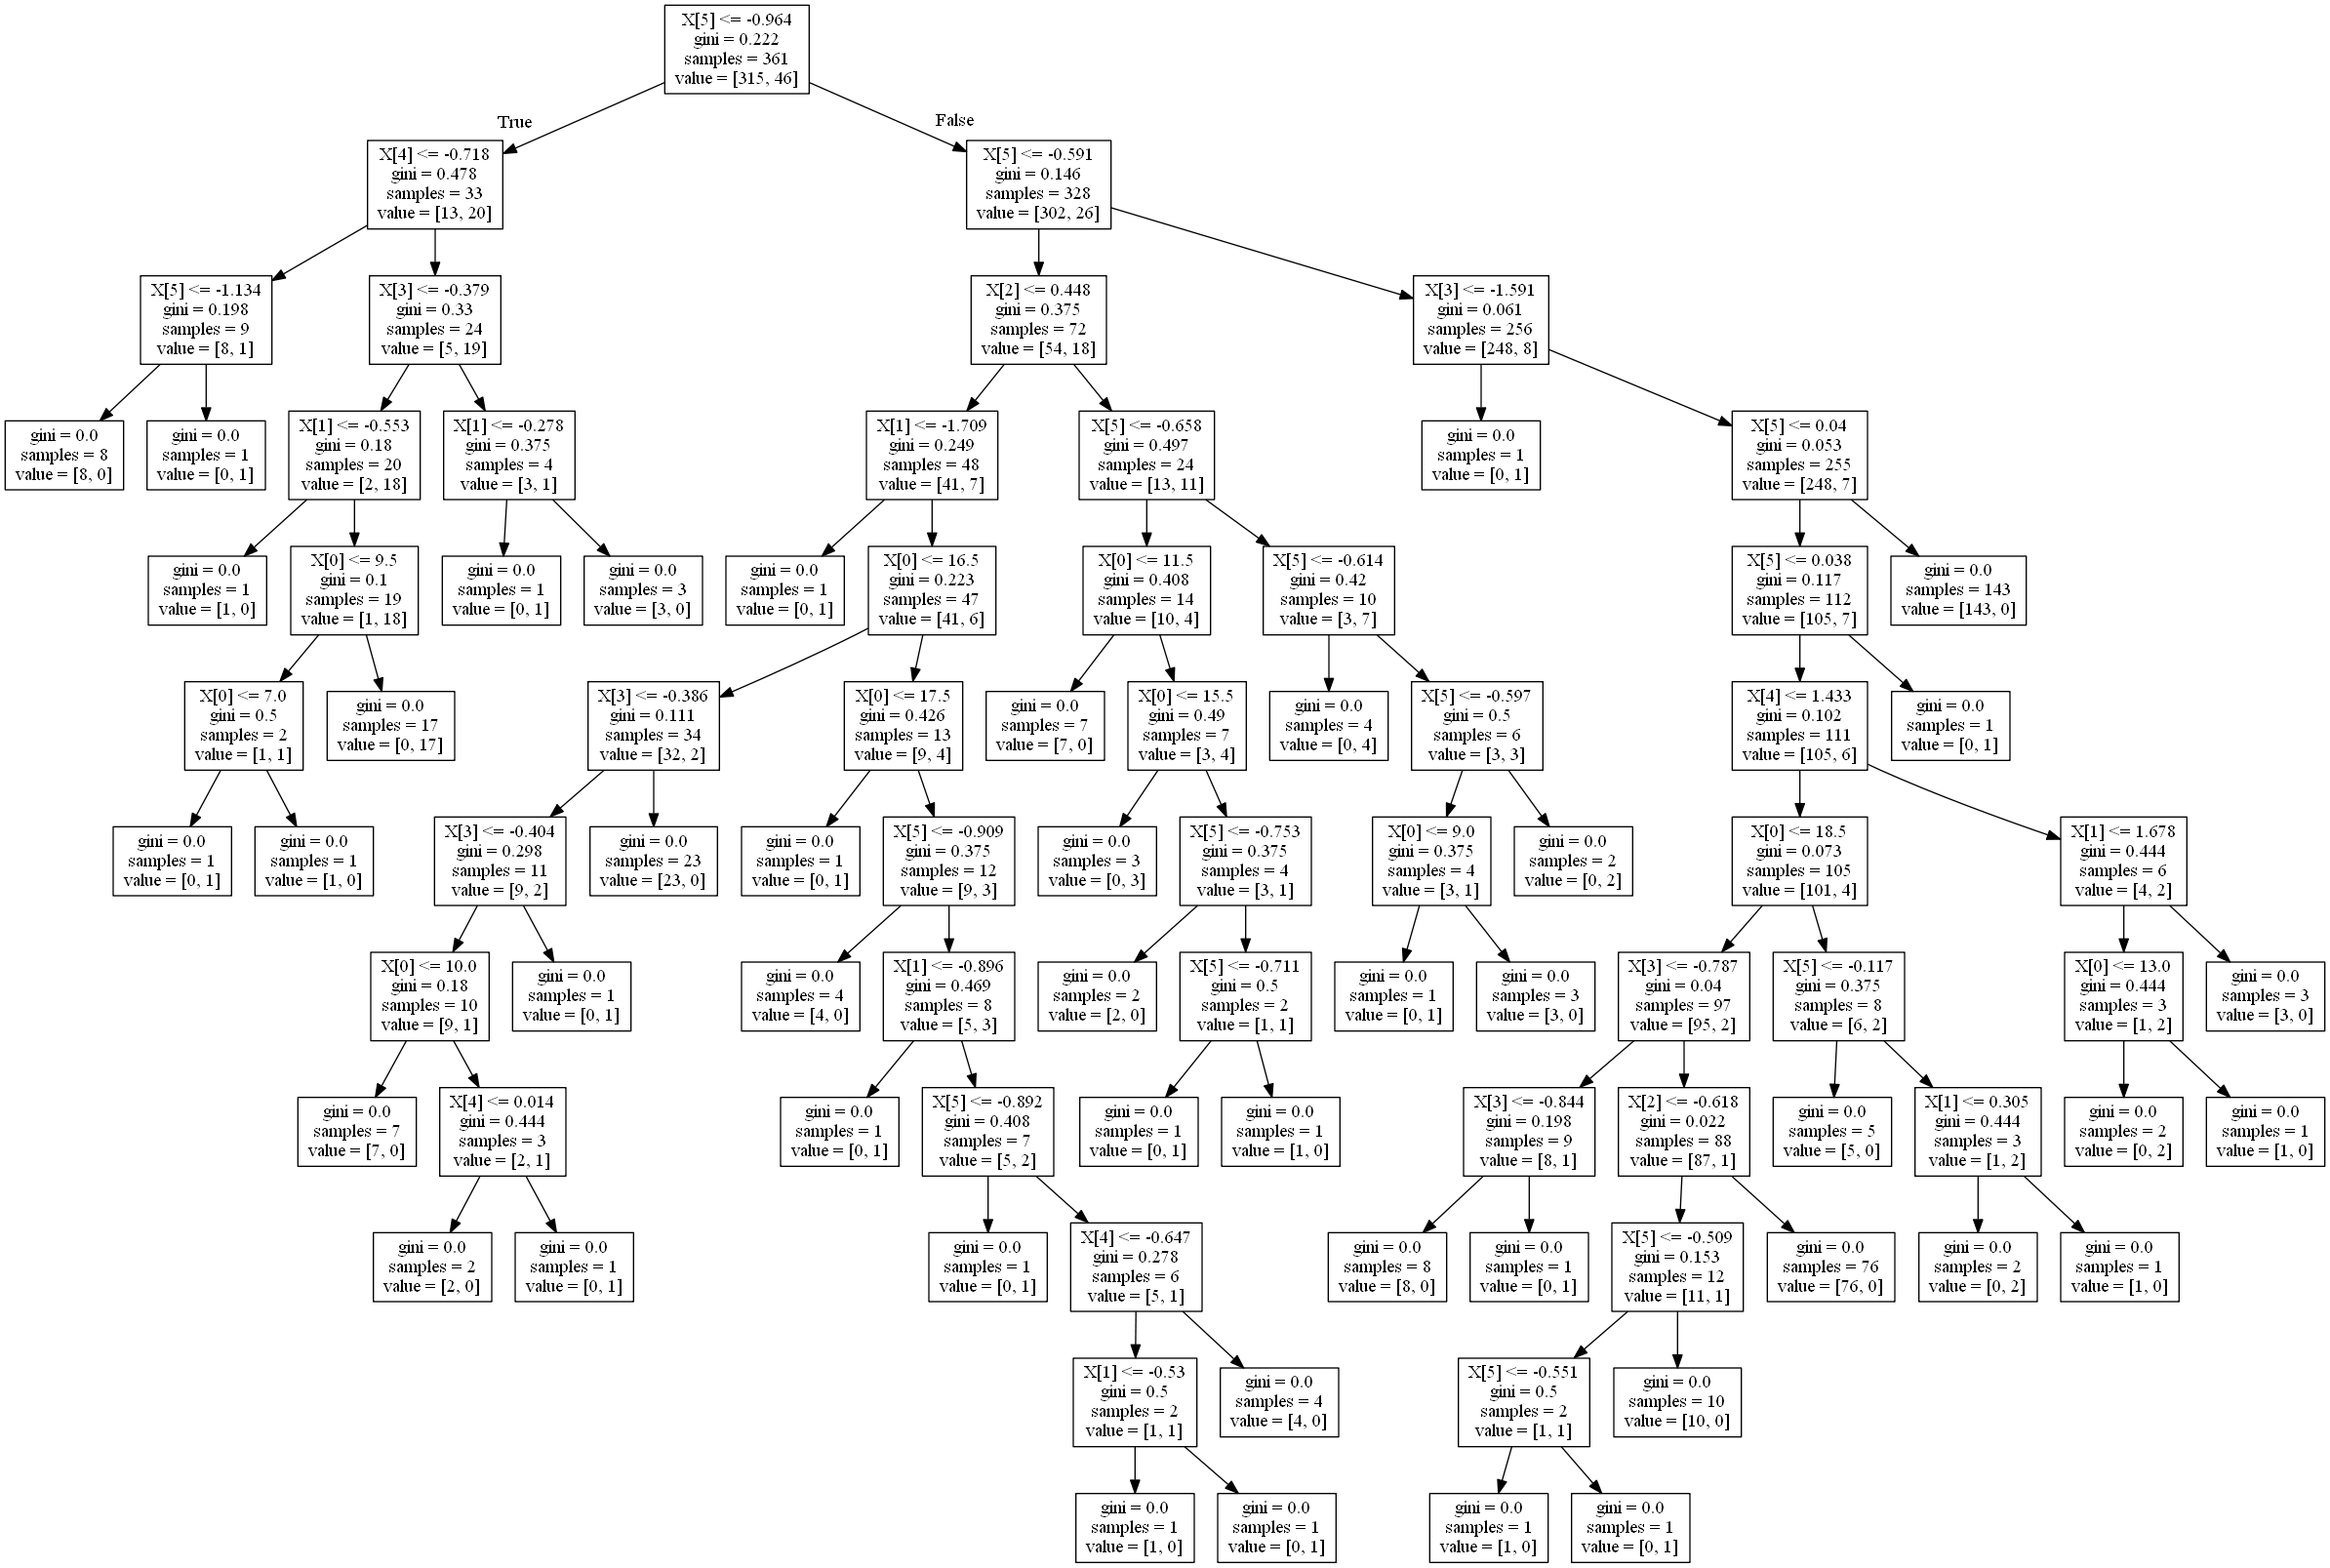 X[5] <= -0.964
gini = 0.222
samples = 361
value = [315, 46]
True
False
X[4] <= -0.718
gini = 0.478
samples = 33
value = [13, 20]
X[5] <= -0.591
gini = 0.146
samples = 328
value = [302, 26]
X[5] <= -1.134
gini = 0.198
samples = 9
value = [8, 1]
X[3] <= -0.379
gini = 0.33
samples = 24
value = [5, 19]
X[2] <= 0.448
gini = 0.375
samples = 72
value = [54, 18]
X[3] <= -1.591
gini = 0.061
samples = 256
value = [248, 8]
gini = 0.0
samples = 8
value = [8, 0]
gini = 0.0
samples = 1
value = [0, 1]
X[1] <= -0.553
gini = 0.18
samples = 20
value = [2, 18]
X[1] <= -0.278
gini = 0.375
samples = 4
value = [3, 1]
X[1] <= -1.709
gini = 0.249
samples = 48
value = [41, 7]
X[5] <= -0.658
gini = 0.497
samples = 24
value = [13, 11]
gini = 0.0
samples = 1
value = [0, 1]
X[5] <= 0.04
gini = 0.053
samples = 255
value = [248, 7]
gini = 0.0
samples = 1
value = [1, 0]
X[0] <= 9.5
gini = 0.1
samples = 19
value = [1, 18]
gini = 0.0
samples = 1
value = [0, 1]
gini = 0.0
samples = 3
value = [3, 0]
gini = 0.0
samples = 1
value = [0, 1]
X[0] <= 16.5
gini = 0.223
samples = 47
value = [41, 6]
X[0] <= 11.5
gini = 0.408
samples = 14
value = [10, 4]
X[5] <= -0.614
gini = 0.42
samples = 10
value = [3, 7]
X[5] <= 0.038
gini = 0.117
samples = 112
value = [105, 7]
gini = 0.0
samples = 143
value = [143, 0]
X[0] <= 7.0
gini = 0.5
samples = 2
value = [1, 1]
gini = 0.0
samples = 17
value = [0, 17]
X[3] <= -0.386
gini = 0.111
samples = 34
value = [32, 2]
X[0] <= 17.5
gini = 0.426
samples = 13
value = [9, 4]
gini = 0.0
samples = 7
value = [7, 0]
X[0] <= 15.5
gini = 0.49
samples = 7
value = [3, 4]
gini = 0.0
samples = 4
value = [0, 4]
X[5] <= -0.597
gini = 0.5
samples = 6
value = [3, 3]
X[4] <= 1.433
gini = 0.102
samples = 111
value = [105, 6]
gini = 0.0
samples = 1
value = [0, 1]
gini = 0.0
samples = 1
value = [0, 1]
gini = 0.0
samples = 1
value = [1, 0]
X[3] <= -0.404
gini = 0.298
samples = 11
value = [9, 2]
gini = 0.0
samples = 23
value = [23, 0]
gini = 0.0
samples = 1
value = [0, 1]
X[5] <= -0.909
gini = 0.375
samples = 12
value = [9, 3]
gini = 0.0
samples = 3
value = [0, 3]
X[5] <= -0.753
gini = 0.375
samples = 4
value = [3, 1]
X[0] <= 9.0
gini = 0.375
samples = 4
value = [3, 1]
gini = 0.0
samples = 2
value = [0, 2]
X[0] <= 18.5
gini = 0.073
samples = 105
value = [101, 4]
X[1] <= 1.678
gini = 0.444
samples = 6
value = [4, 2]
X[0] <= 10.0
gini = 0.18
samples = 10
value = [9, 1]
gini = 0.0
samples = 1
value = [0, 1]
gini = 0.0
samples = 4
value = [4, 0]
X[1] <= -0.896
gini = 0.469
samples = 8
value = [5, 3]
gini = 0.0
samples = 2
value = [2, 0]
X[5] <= -0.711
gini = 0.5
samples = 2
value = [1, 1]
gini = 0.0
samples = 1
value = [0, 1]
gini = 0.0
samples = 3
value = [3, 0]
X[3] <= -0.787
gini = 0.04
samples = 97
value = [95, 2]
X[5] <= -0.117
gini = 0.375
samples = 8
value = [6, 2]
X[0] <= 13.0
gini = 0.444
samples = 3
value = [1, 2]
gini = 0.0
samples = 3
value = [3, 0]
gini = 0.0
samples = 7
value = [7, 0]
X[4] <= 0.014
gini = 0.444
samples = 3
value = [2, 1]
gini = 0.0
samples = 1
value = [0, 1]
X[5] <= -0.892
gini = 0.408
samples = 7
value = [5, 2]
gini = 0.0
samples = 1
value = [0, 1]
gini = 0.0
samples = 1
value = [1, 0]
X[3] <= -0.844
gini = 0.198
samples = 9
value = [8, 1]
X[2] <= -0.618
gini = 0.022
samples = 88
value = [87, 1]
gini = 0.0
samples = 5
value = [5, 0]
X[1] <= 0.305
gini = 0.444
samples = 3
value = [1, 2]
gini = 0.0
samples = 2
value = [0, 2]
gini = 0.0
samples = 1
value = [1, 0]
gini = 0.0
samples = 2
value = [2, 0]
gini = 0.0
samples = 1
value = [0, 1]
gini = 0.0
samples = 1
value = [0, 1]
X[4] <= -0.647
gini = 0.278
samples = 6
value = [5, 1]
gini = 0.0
samples = 8
value = [8, 0]
gini = 0.0
samples = 1
value = [0, 1]
X[5] <= -0.509
gini = 0.153
samples = 12
value = [11, 1]
gini = 0.0
samples = 76
value = [76, 0]
gini = 0.0
samples = 2
value = [0, 2]
gini = 0.0
samples = 1
value = [1, 0]
X[1] <= -0.53
gini = 0.5
samples = 2
value = [1, 1]
gini = 0.0
samples = 4
value = [4, 0]
X[5] <= -0.551
gini = 0.5
samples = 2
value = [1, 1]
gini = 0.0
samples = 10
value = [10, 0]
gini = 0.0
samples = 1
value = [1, 0]
gini = 0.0
samples = 1
value = [0, 1]
gini = 0.0
samples = 1
value = [1, 0]
gini = 0.0
samples = 1
value = [0, 1]